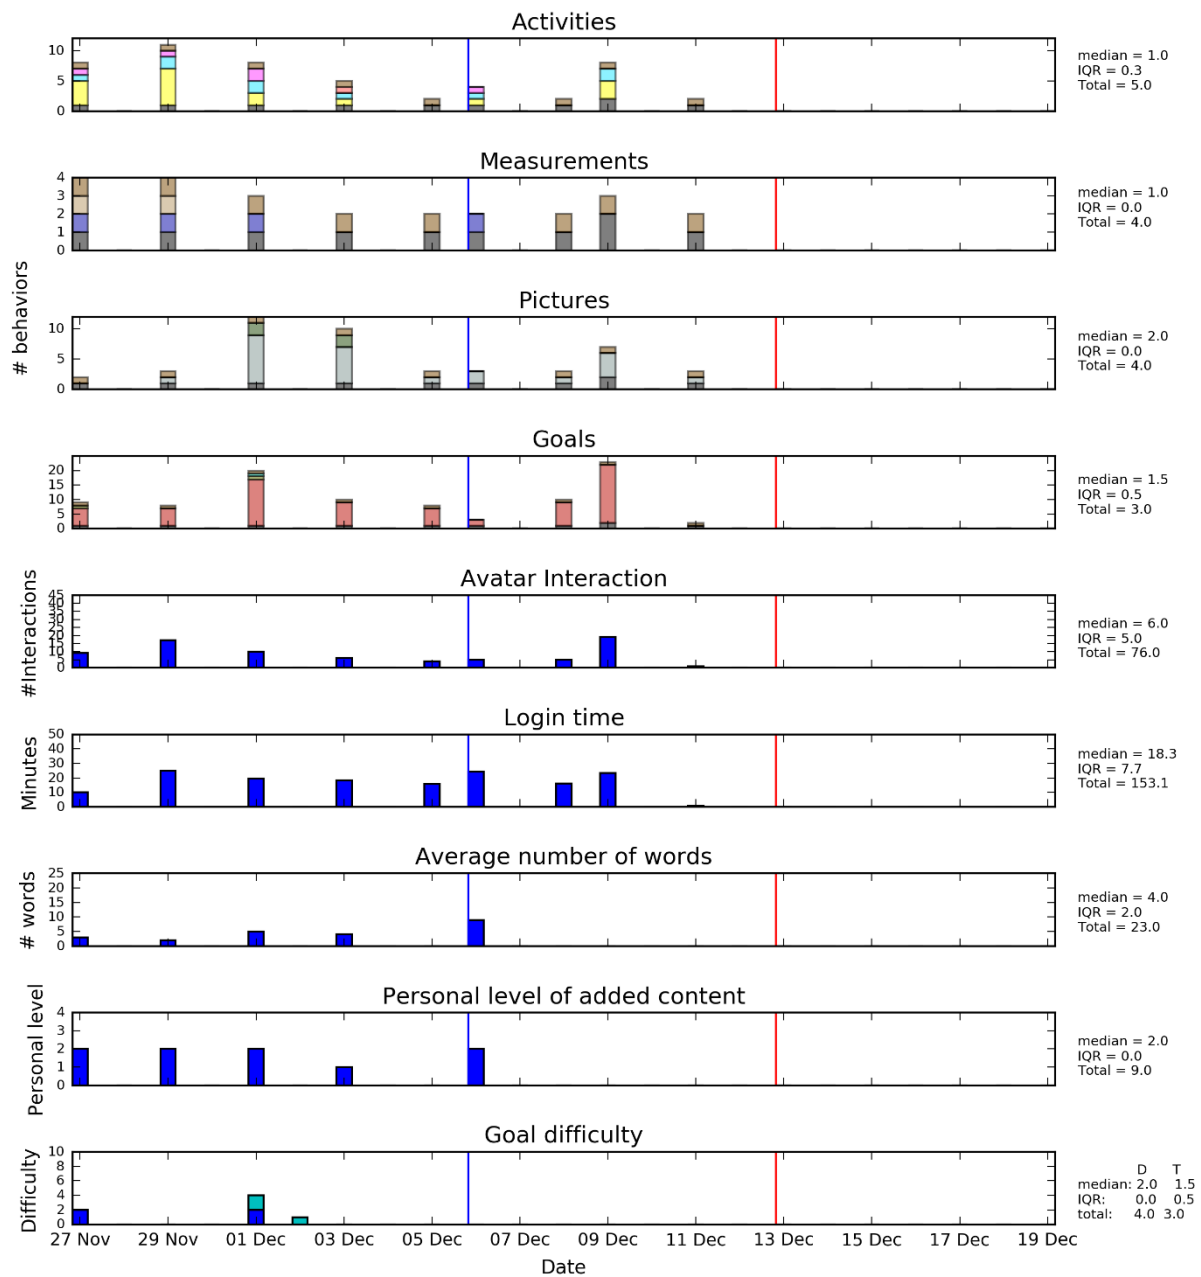 Activities
10
5
0
median = 1.0
IQR = 0.3
Total = 5.0
Measurements
4
3
2
1
0
median = 1.0
IQR = 0.0
Total = 4.0
# behaviors
Pictures
10
5
0
median = 2.0
IQR = 0.0
Total = 4.0
Goals
20
15
10
5
0
median = 1.5
IQR = 0.5
Total = 3.0
Avatar Interaction
#Interactions
45
40
35
30
25
20
15
10
5
0
median = 6.0
IQR = 5.0
Total = 76.0
Login time
Minutes
50
40
30
20
10
0
median = 18.3
IQR = 7.7
Total = 153.1
Average number of words
# words
25
20
15
10
5
0
median = 4.0
IQR = 2.0
Total = 23.0
Personal level of added content
Personal level
4
3
2
1
0
median = 2.0
IQR = 0.0
Total = 9.0
Goal difficulty
Difficulty
10
8
6
4
2
0
D T
median: 2.0 1.5
IQR: 0.0 0.5
total: 4.0 3.0
27 Nov 29 Nov 01 Dec 03 Dec 05 Dec 07 Dec 09 Dec 11 Dec 13 Dec 15 Dec 17 Dec 19 Dec
Date